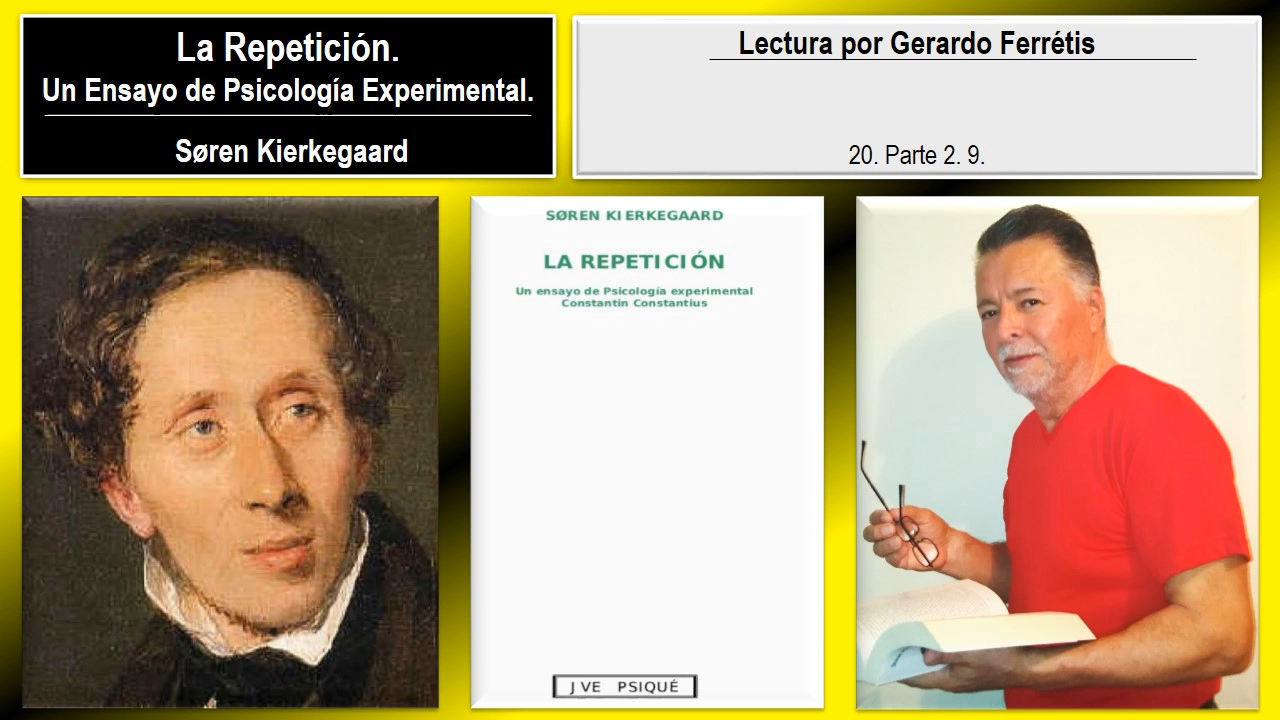 La Repetición.
Un Ensayo de Psicología Experimental.
Søren Kierkegaard
Lectura por Gerardo Ferrétis
20. Parte 2. 9.
SØREN KIERKEGAARD
LA REPETICIÓN
Un ensayo de Psicología experimental
Constantin Constantius
JVE PSIQUÉ